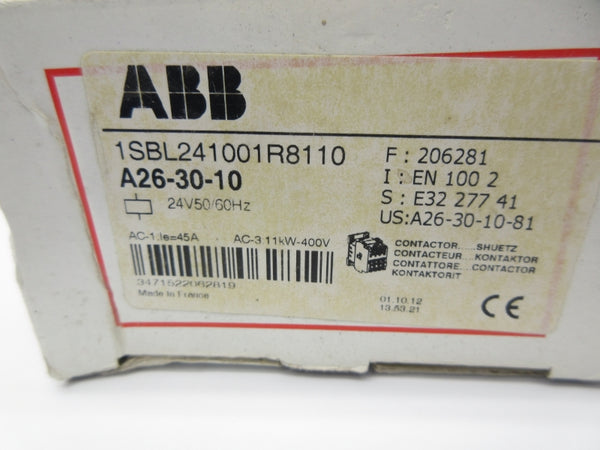 ABB
1SBL241001R8110
A26-30-10
24V50/60Hz
AC-1:Ie=45A AC-3:11kW-400V
3471522062819
Made in France
F : 206281
I : EN 100 2
S : E32 277 41
US:A26-30-10-81
CONTACTOR.....SHUETZ
CONTACTEUR...KONTAKTOR
CONTATTORE...CONTACTOR
KONTAKTORIT
01.10.12
13.53.21
CE